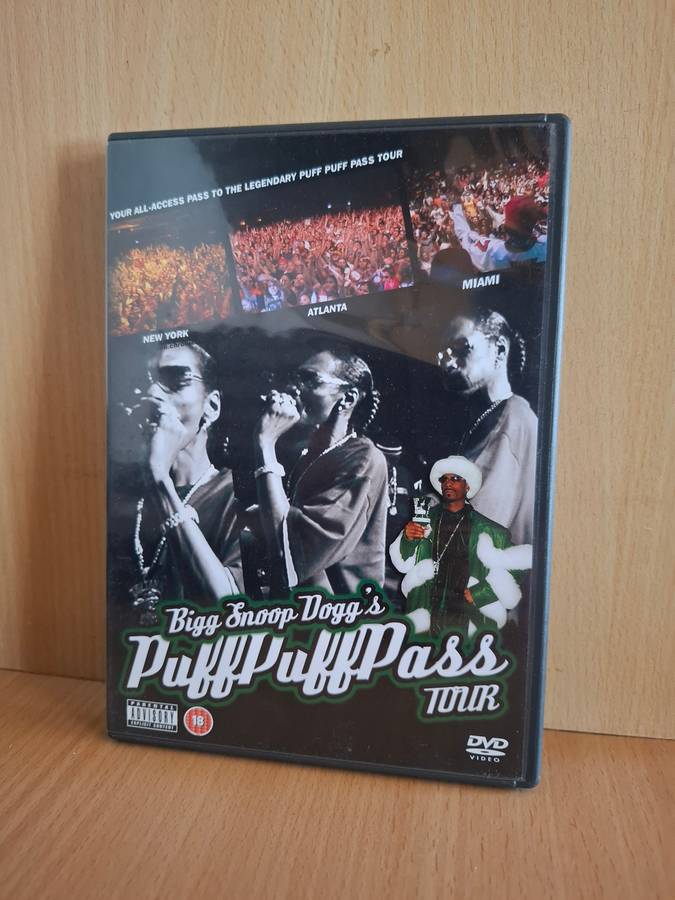 YOUR ALL-ACCESS PASS TO THE LEGENDARY PUFF PUFF PASS TOUR
NEW YORK
ATLANTA
MIAMI
Bigg Snoop Dogg's
PuffPuffPass
TOUR
PARENTAL
ADVISORY
EXPLICIT CONTENT
18
DVD
VIDEO